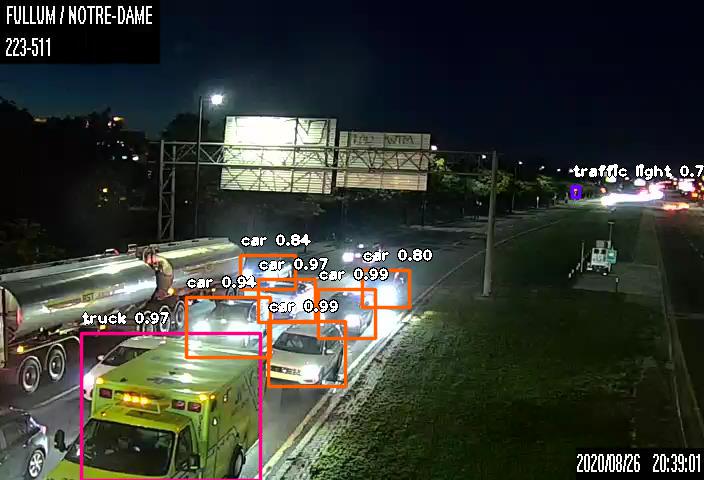 FULLUM / NOTRE-DAME
223-511
traffic light 0.7
car 0.84
car 0.80
car 0.97
car 0.99
car 0.94
car 0.99
truck 0.97
2020/08/26 20:39:01